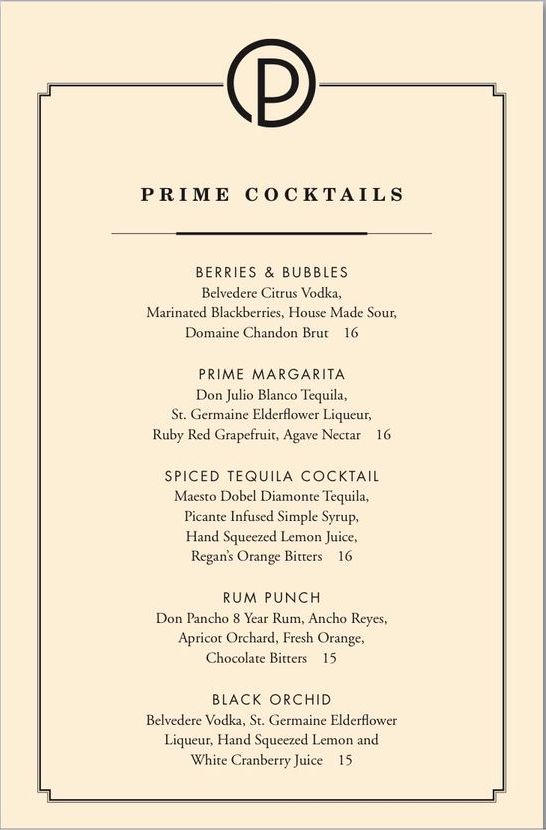 P
PRIME COCKTAILS
BERRIES & BUBBLES
Belvedere Citrus Vodka,
Marinated Blackberries, House Made Sour,
Domaine Chandon Brut 16
PRIME MARGARITA
Don Julio Blanco Tequila,
St. Germaine Elderflower Liqueur,
Ruby Red Grapefruit, Agave Nectar 16
SPICED TEQUILA COCKTAIL
Maesto Dobel Diamonte Tequila,
Picante Infused Simple Syrup,
Hand Squeezed Lemon Juice,
Regan's Orange Bitters 16
RUM PUNCH
Don Pancho 8 Year Rum, Ancho Reyes,
Apricot Orchard, Fresh Orange,
Chocolate Bitters 15
BLACK ORCHID
Belvedere Vodka, St. Germaine Elderflower
Liqueur, Hand Squeezed Lemon and
White Cranberry Juice 15